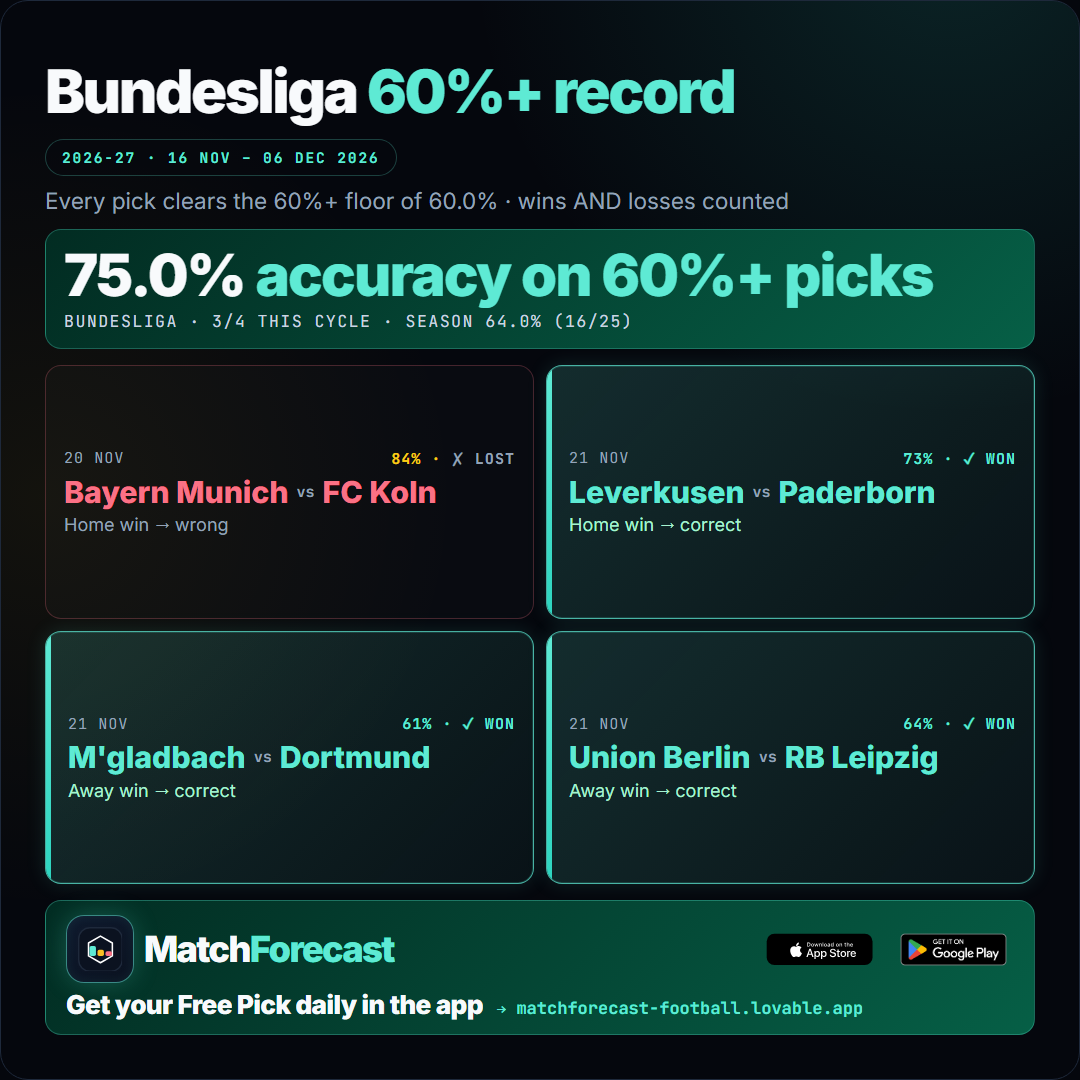 Bundesliga 60%+ record
2026-27 · 16 NOV – 06 DEC 2026
Every pick clears the 60%+ floor of 60.0% · wins AND losses counted
75.0% accuracy on 60%+ picks
BUNDESLIGA · 3/4 THIS CYCLE · SEASON 64.0% (16/25)
20 NOV 84% · ✗ LOST
Bayern Munich vs FC Koln
Home win → wrong
21 NOV 73% · ✓ WON
Leverkusen vs Paderborn
Home win → correct
21 NOV 61% · ✓ WON
M'gladbach vs Dortmund
Away win → correct
21 NOV 64% · ✓ WON
Union Berlin vs RB Leipzig
Away win → correct
MatchForecast
Download on the
App Store
GET IT ON
Google Play
Get your Free Pick daily in the app → matchforecast-football.lovable.app